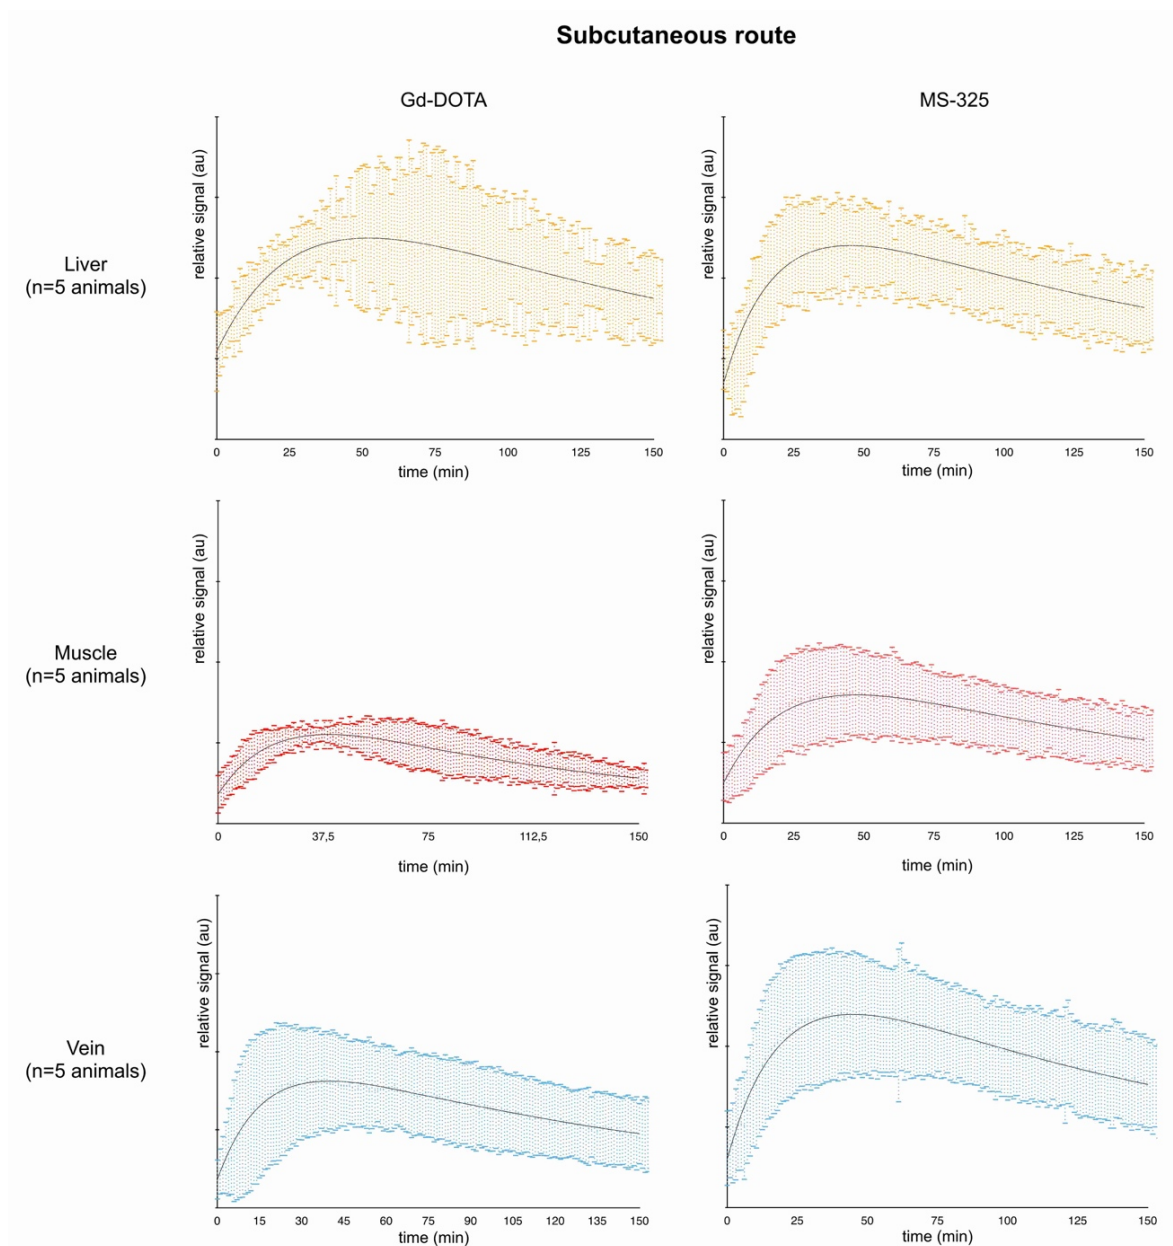 Subcutaneous route
Gd-DOTA
MS-325
Liver
(n=5 animals)
relative signal (au)
0 25 50 75 100 125 150
time (min)
relative signal (au)
0 25 50 75 100 125 150
time (min)
Muscle
(n=5 animals)
relative signal (au)
0 37,5 75 112,5 150
time (min)
relative signal (au)
0 25 50 75 100 125 150
time (min)
Vein
(n=5 animals)
relative signal (au)
0 15 30 45 60 75 90 105 120 135 150
time (min)
relative signal (au)
0 25 50 75 100 125 150
time (min)